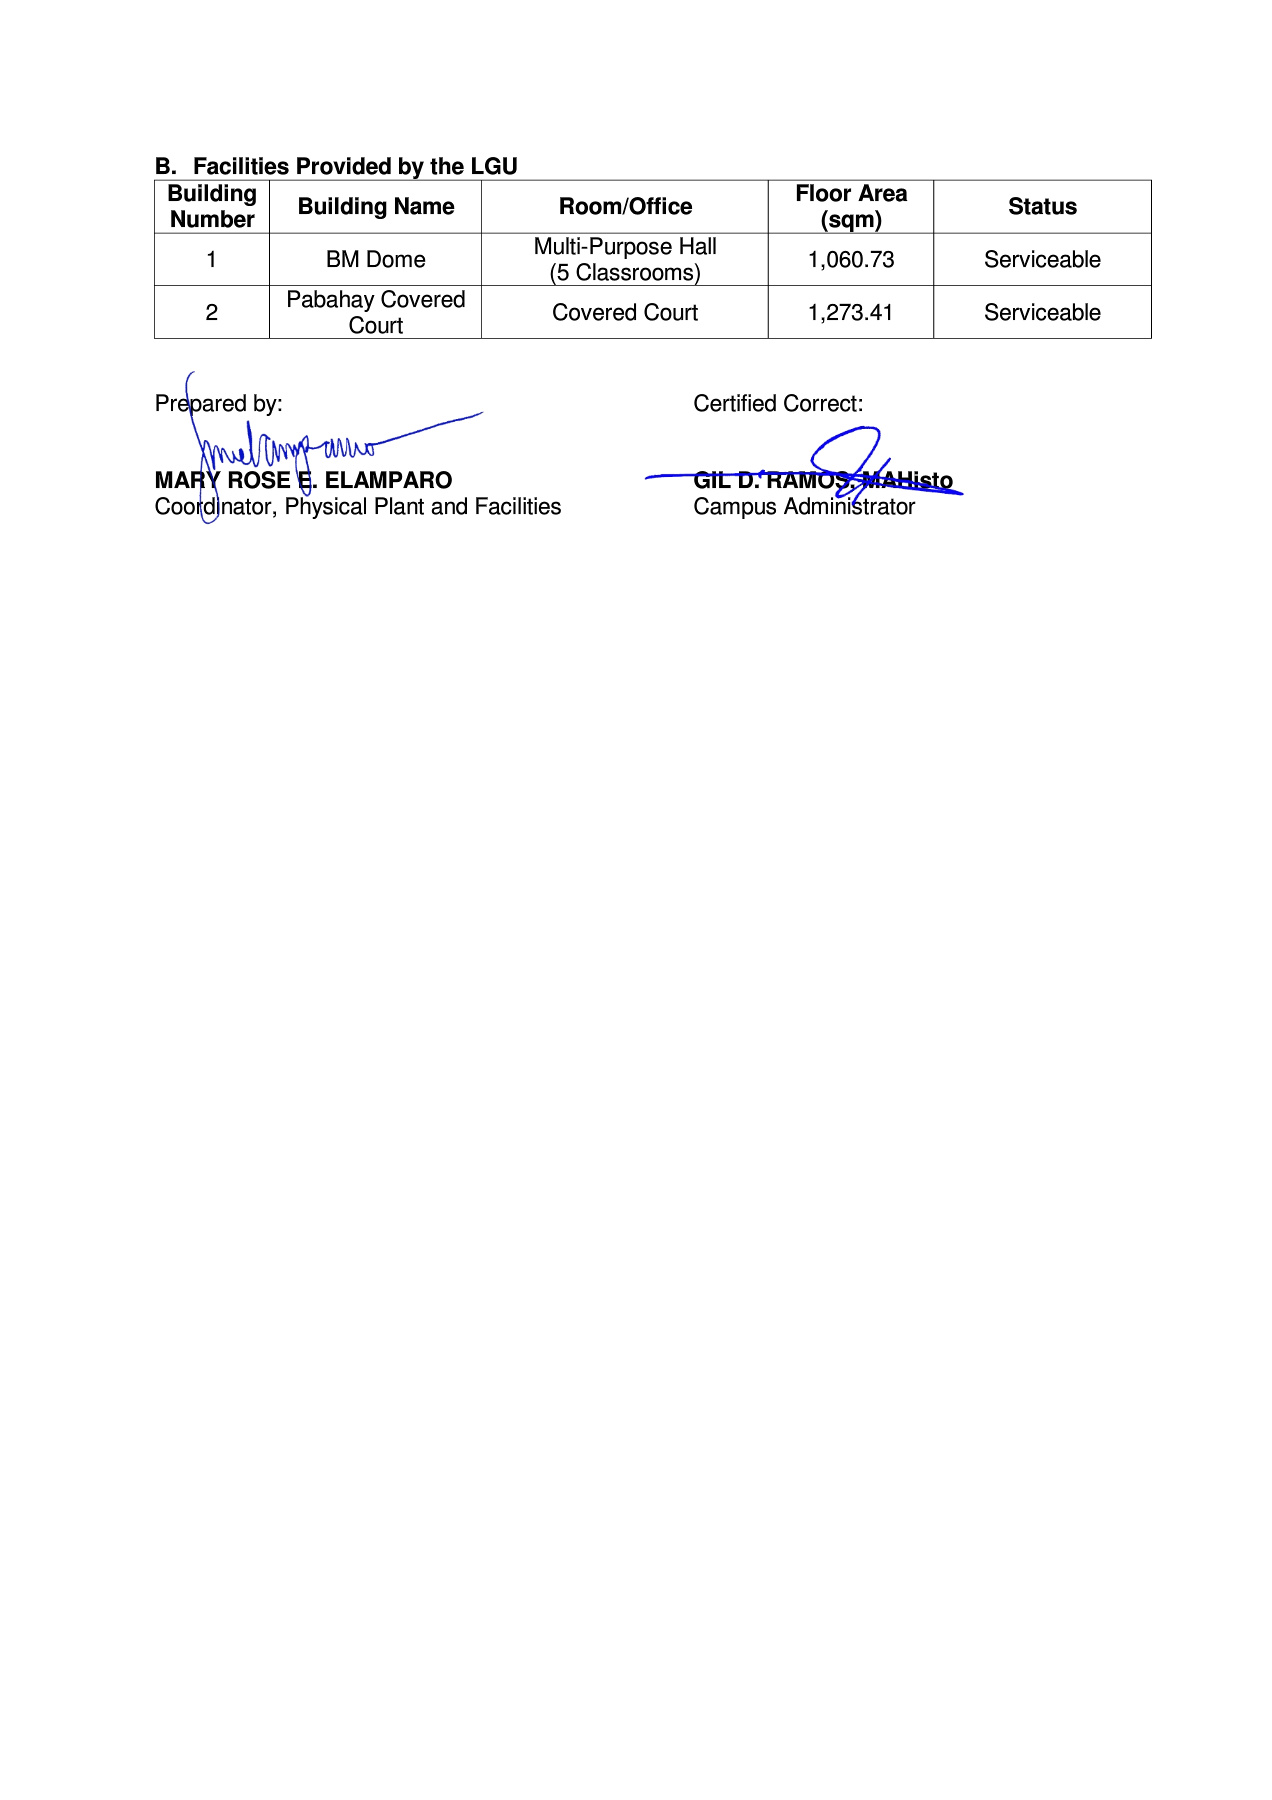 B. Facilities Provided by the LGU
Building Number Building Name Room/Office Floor Area (sqm) Status
1 BM Dome Multi-Purpose Hall (5 Classrooms) 1,060.73 Serviceable
2 Pabahay Covered Court Covered Court 1,273.41 Serviceable
Prepared by: Certified Correct:
MARY ROSE E. ELAMPARO GIL D. RAMOS, MAHisto
Coordinator, Physical Plant and Facilities Campus Administrator